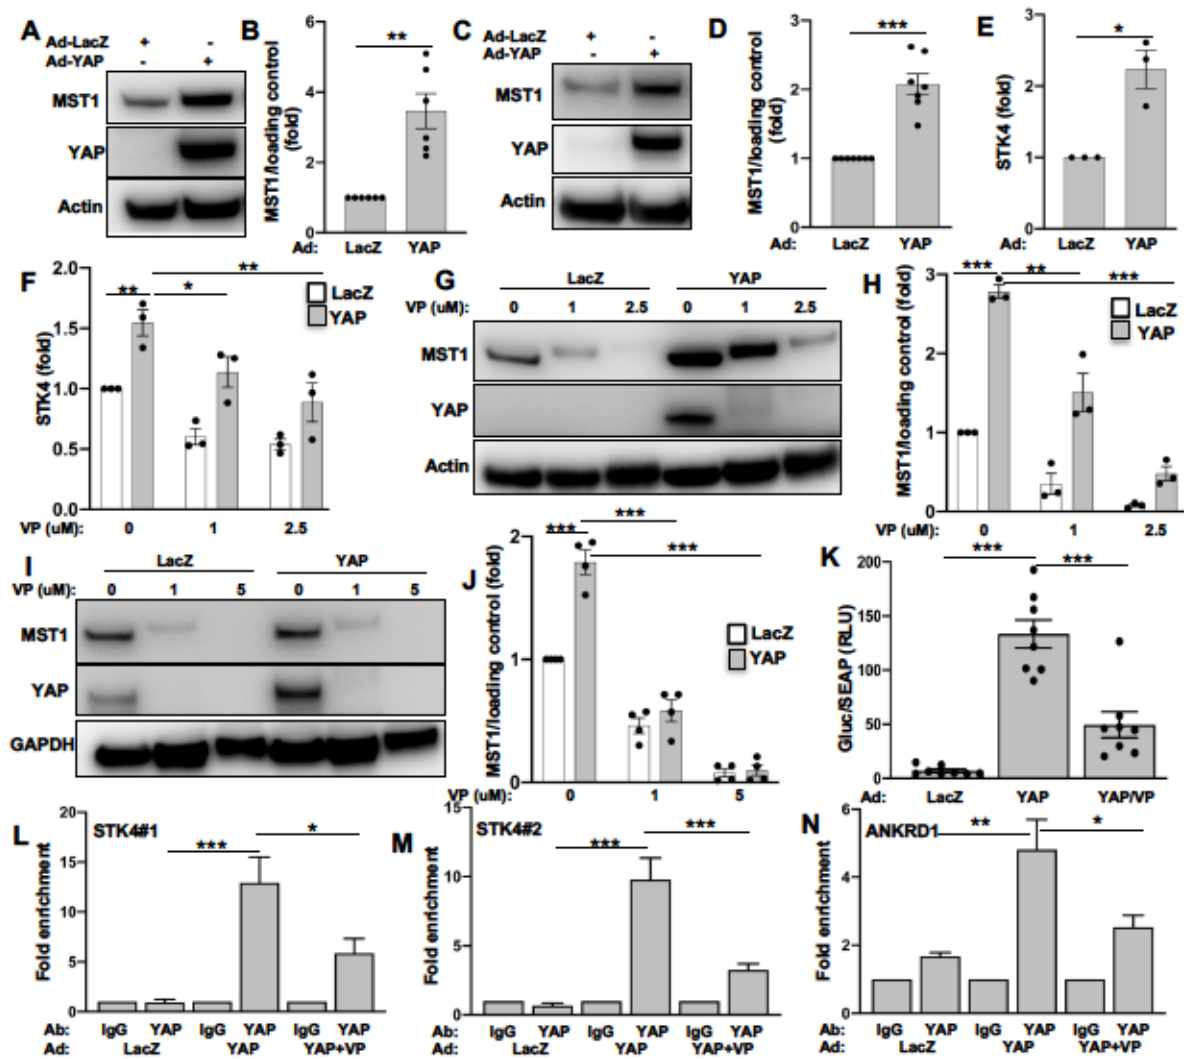 A
Ad-LacZ + -
Ad-YAP - +
MST1
YAP
Actin
B
MST1/loading control
(fold)
6
4
2
0
**
Ad: LacZ YAP
C
Ad-LacZ + -
Ad-YAP - +
MST1
YAP
Actin
D
MST1/loading control
(fold)
3
2
1
0
***
Ad: LacZ YAP
E
STK4 (fold)
3
2
1
0
*
Ad: LacZ YAP
F
STK4 (fold)
2.0
1.5
1.0
0.5
0.0
**
** *
LacZ
YAP
VP (uM): 0 1 2.5
G
LacZ YAP
VP (uM): 0 1 2.5 0 1 2.5
MST1
YAP
Actin
H
MST1/loading control (fold)
3
2
1
0
*** ** ***
LacZ
YAP
VP (uM): 0 1 2.5
I
LacZ YAP
VP (uM): 0 1 5 0 1 5
MST1
YAP
GAPDH
J
MST1/loading control (fold)
2
1
0
*** ***
***
LacZ
YAP
VP (uM): 0 1 5
K
Gluc/SEAP (RLU)
200
150
100
50
0
*** ***
Ad: LacZ YAP YAP/VP
L
STK4#1
Fold enrichment
20
15
10
5
0
*** *
Ab: IgG YAP IgG YAP IgG YAP
Ad: LacZ YAP YAP+VP
M
STK4#2
Fold enrichment
15
10
5
0
*** ***
Ab: IgG YAP IgG YAP IgG YAP
Ad: LacZ YAP YAP+VP
N
ANKRD1
Fold enrichment
6
4
2
0
** *
Ab: IgG YAP IgG YAP IgG YAP
Ad: LacZ YAP YAP+VP